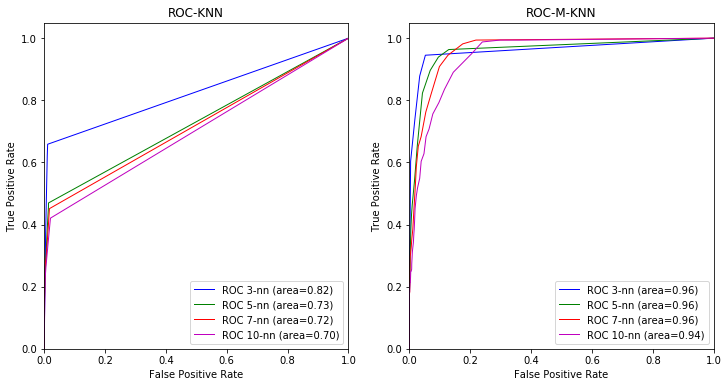 ROC-KNN
1.0
0.8
0.6
0.4
0.2
0.0
True Positive Rate
ROC 3-nn (area=0.82)
ROC 5-nn (area=0.73)
ROC 7-nn (area=0.72)
ROC 10-nn (area=0.70)
0.0 0.2 0.4 0.6 0.8 1.0
False Positive Rate
ROC-M-KNN
1.0
0.8
0.6
0.4
0.2
0.0
True Positive Rate
ROC 3-nn (area=0.96)
ROC 5-nn (area=0.96)
ROC 7-nn (area=0.96)
ROC 10-nn (area=0.94)
0.0 0.2 0.4 0.6 0.8 1.0
False Positive Rate